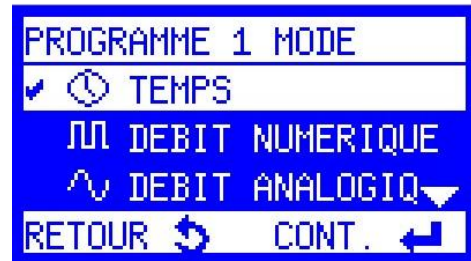 PROGRAMME 1 MODE
TEMPS
DEBIT NUMERIQUE
DEBIT ANALOGIQ
RETOUR CONT.